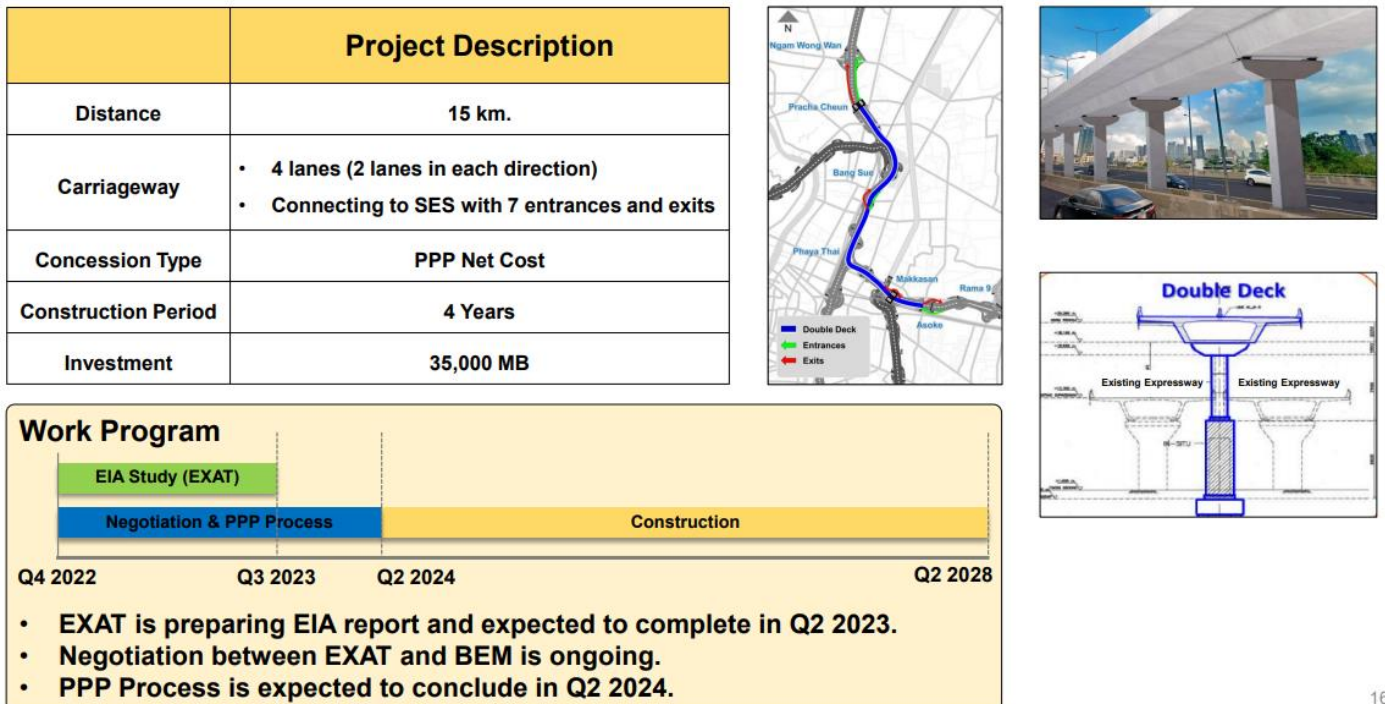 Project Description
Distance
15 km.
Carriageway
• 4 lanes (2 lanes in each direction)
• Connecting to SES with 7 entrances and exits
Concession Type
PPP Net Cost
Construction Period
4 Years
Investment
35,000 MB
N
Ngam Wong Wan
Pracha Cheun
Bang Sue
Phaya Thai
Makkasan
Rama 9
Asoke
Double Deck
Entrances
Exits
Double Deck
Existing Expressway
Existing Expressway
Work Program
EIA Study (EXAT)
Negotiation & PPP Process
Construction
Q4 2022
Q3 2023
Q2 2024
Q2 2028
• EXAT is preparing EIA report and expected to complete in Q2 2023.
• Negotiation between EXAT and BEM is ongoing.
• PPP Process is expected to conclude in Q2 2024.
16